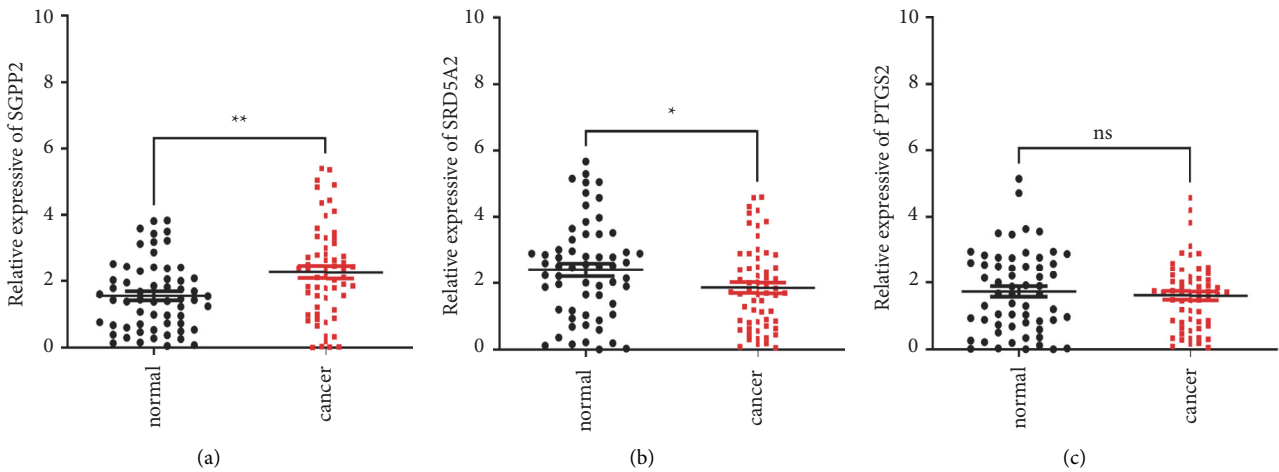 Relative expressive of SGPP2
10
8
6
4
2
0
**
normal
cancer
(a)
Relative expressive of SRD5A2
10
8
6
4
2
0
*
normal
cancer
(b)
Relative expressive of PTGS2
10
8
6
4
2
0
ns
normal
cancer
(c)